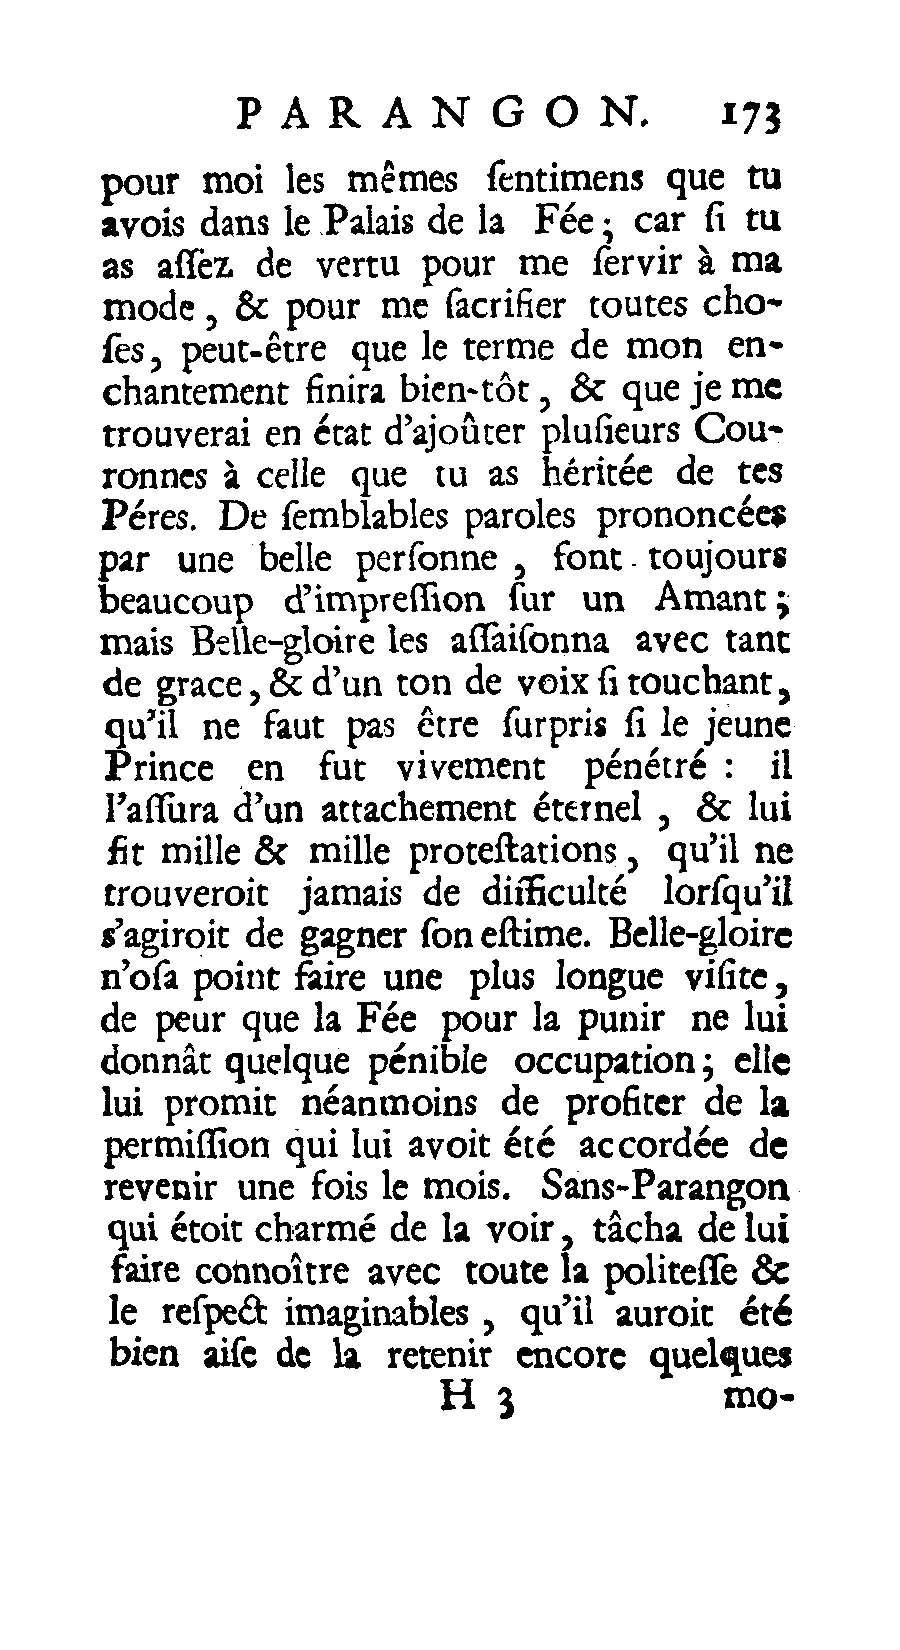 PARANGON. 173
pour moi les mêmes ſentimens que tu
avois dans le Palais de la Fée; car ſi tu
as aſſez de vertu pour me ſervir à ma
mode, & pour me ſacrifier toutes cho-
ſes, peut-être que le terme de mon en-
chantement finira bien-tôt, & que je me
trouverai en état d'ajoûter pluſieurs Cou-
ronnes à celle que tu as héritée de tes
Péres. De ſemblables paroles prononcées
par une belle perſonne, font toujours
beaucoup d'impreſſion ſur un Amant;
mais Belle-gloire les aſſaiſonna avec tant
de grace, & d'un ton de voix ſi touchant,
qu'il ne faut pas être ſurpris ſi le jeune
Prince en fut vivement pénétré : il
l'aſſura d'un attachement éternel, & lui
fit mille & mille proteſtations, qu'il ne
trouveroit jamais de difficulté lorſqu'il
s'agiroit de gagner ſon eſtime. Belle-gloire
n'oſa point faire une plus longue viſite,
de peur que la Fée pour la punir ne lui
donnât quelque pénible occupation; elle
lui promit néanmoins de profiter de la
permiſſion qui lui avoit été accordée de
revenir une fois le mois. Sans-Parangon
qui étoit charmé de la voir, tâcha de lui
faire connoître avec toute la politeſſe &
le reſpect imaginables, qu'il auroit été
bien aiſe de la retenir encore quelques
H 3 mo-